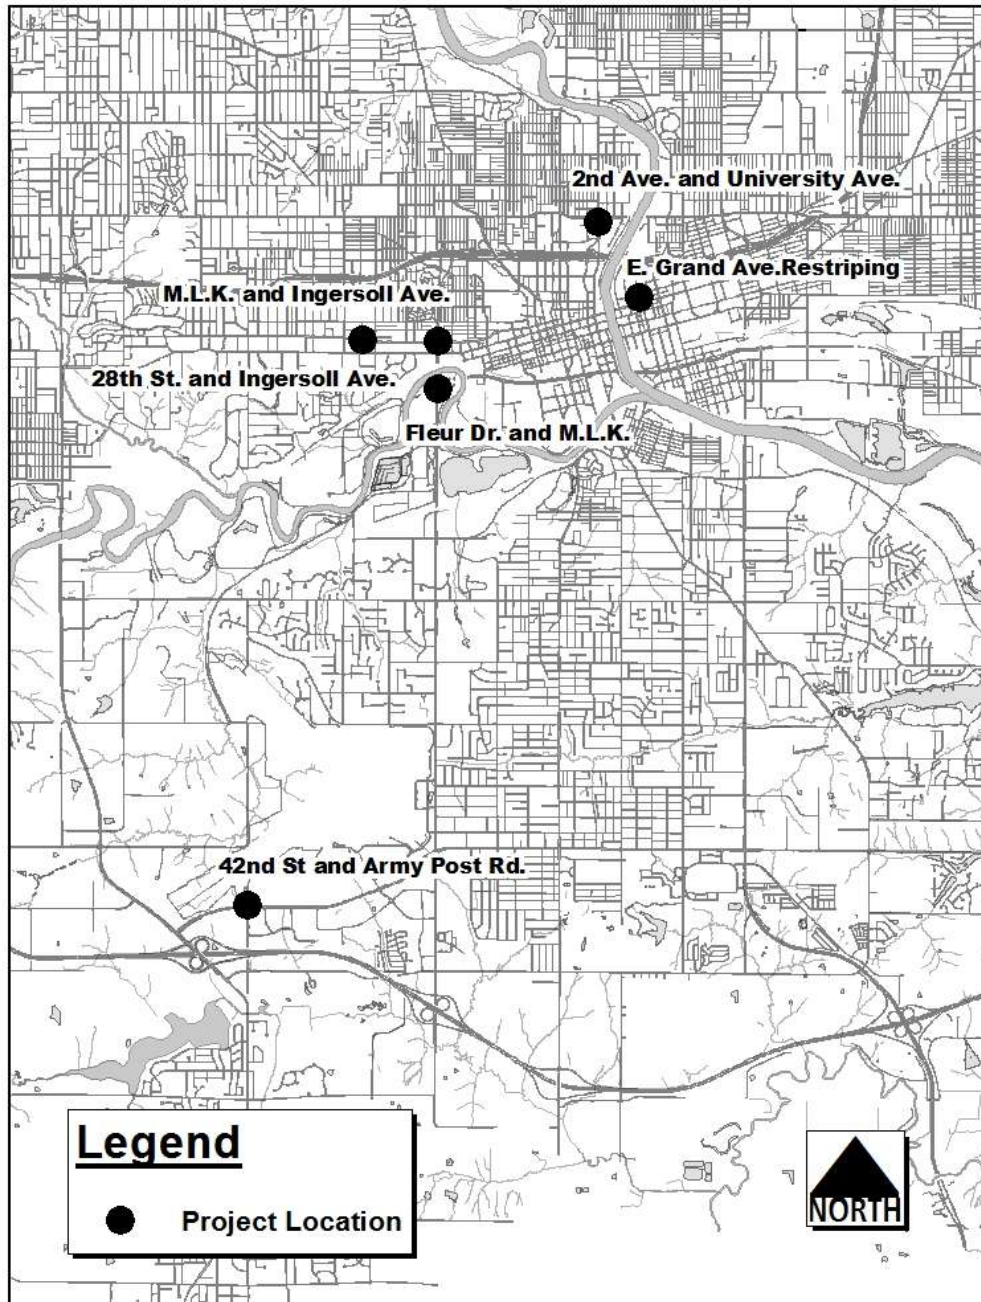 2nd Ave. and University Ave.
E. Grand Ave.Restriping
M.L.K. and Ingersoll Ave.
28th St. and Ingersoll Ave.
Fleur Dr. and M.L.K.
42nd St and Army Post Rd.
Legend
Project Location
NORTH